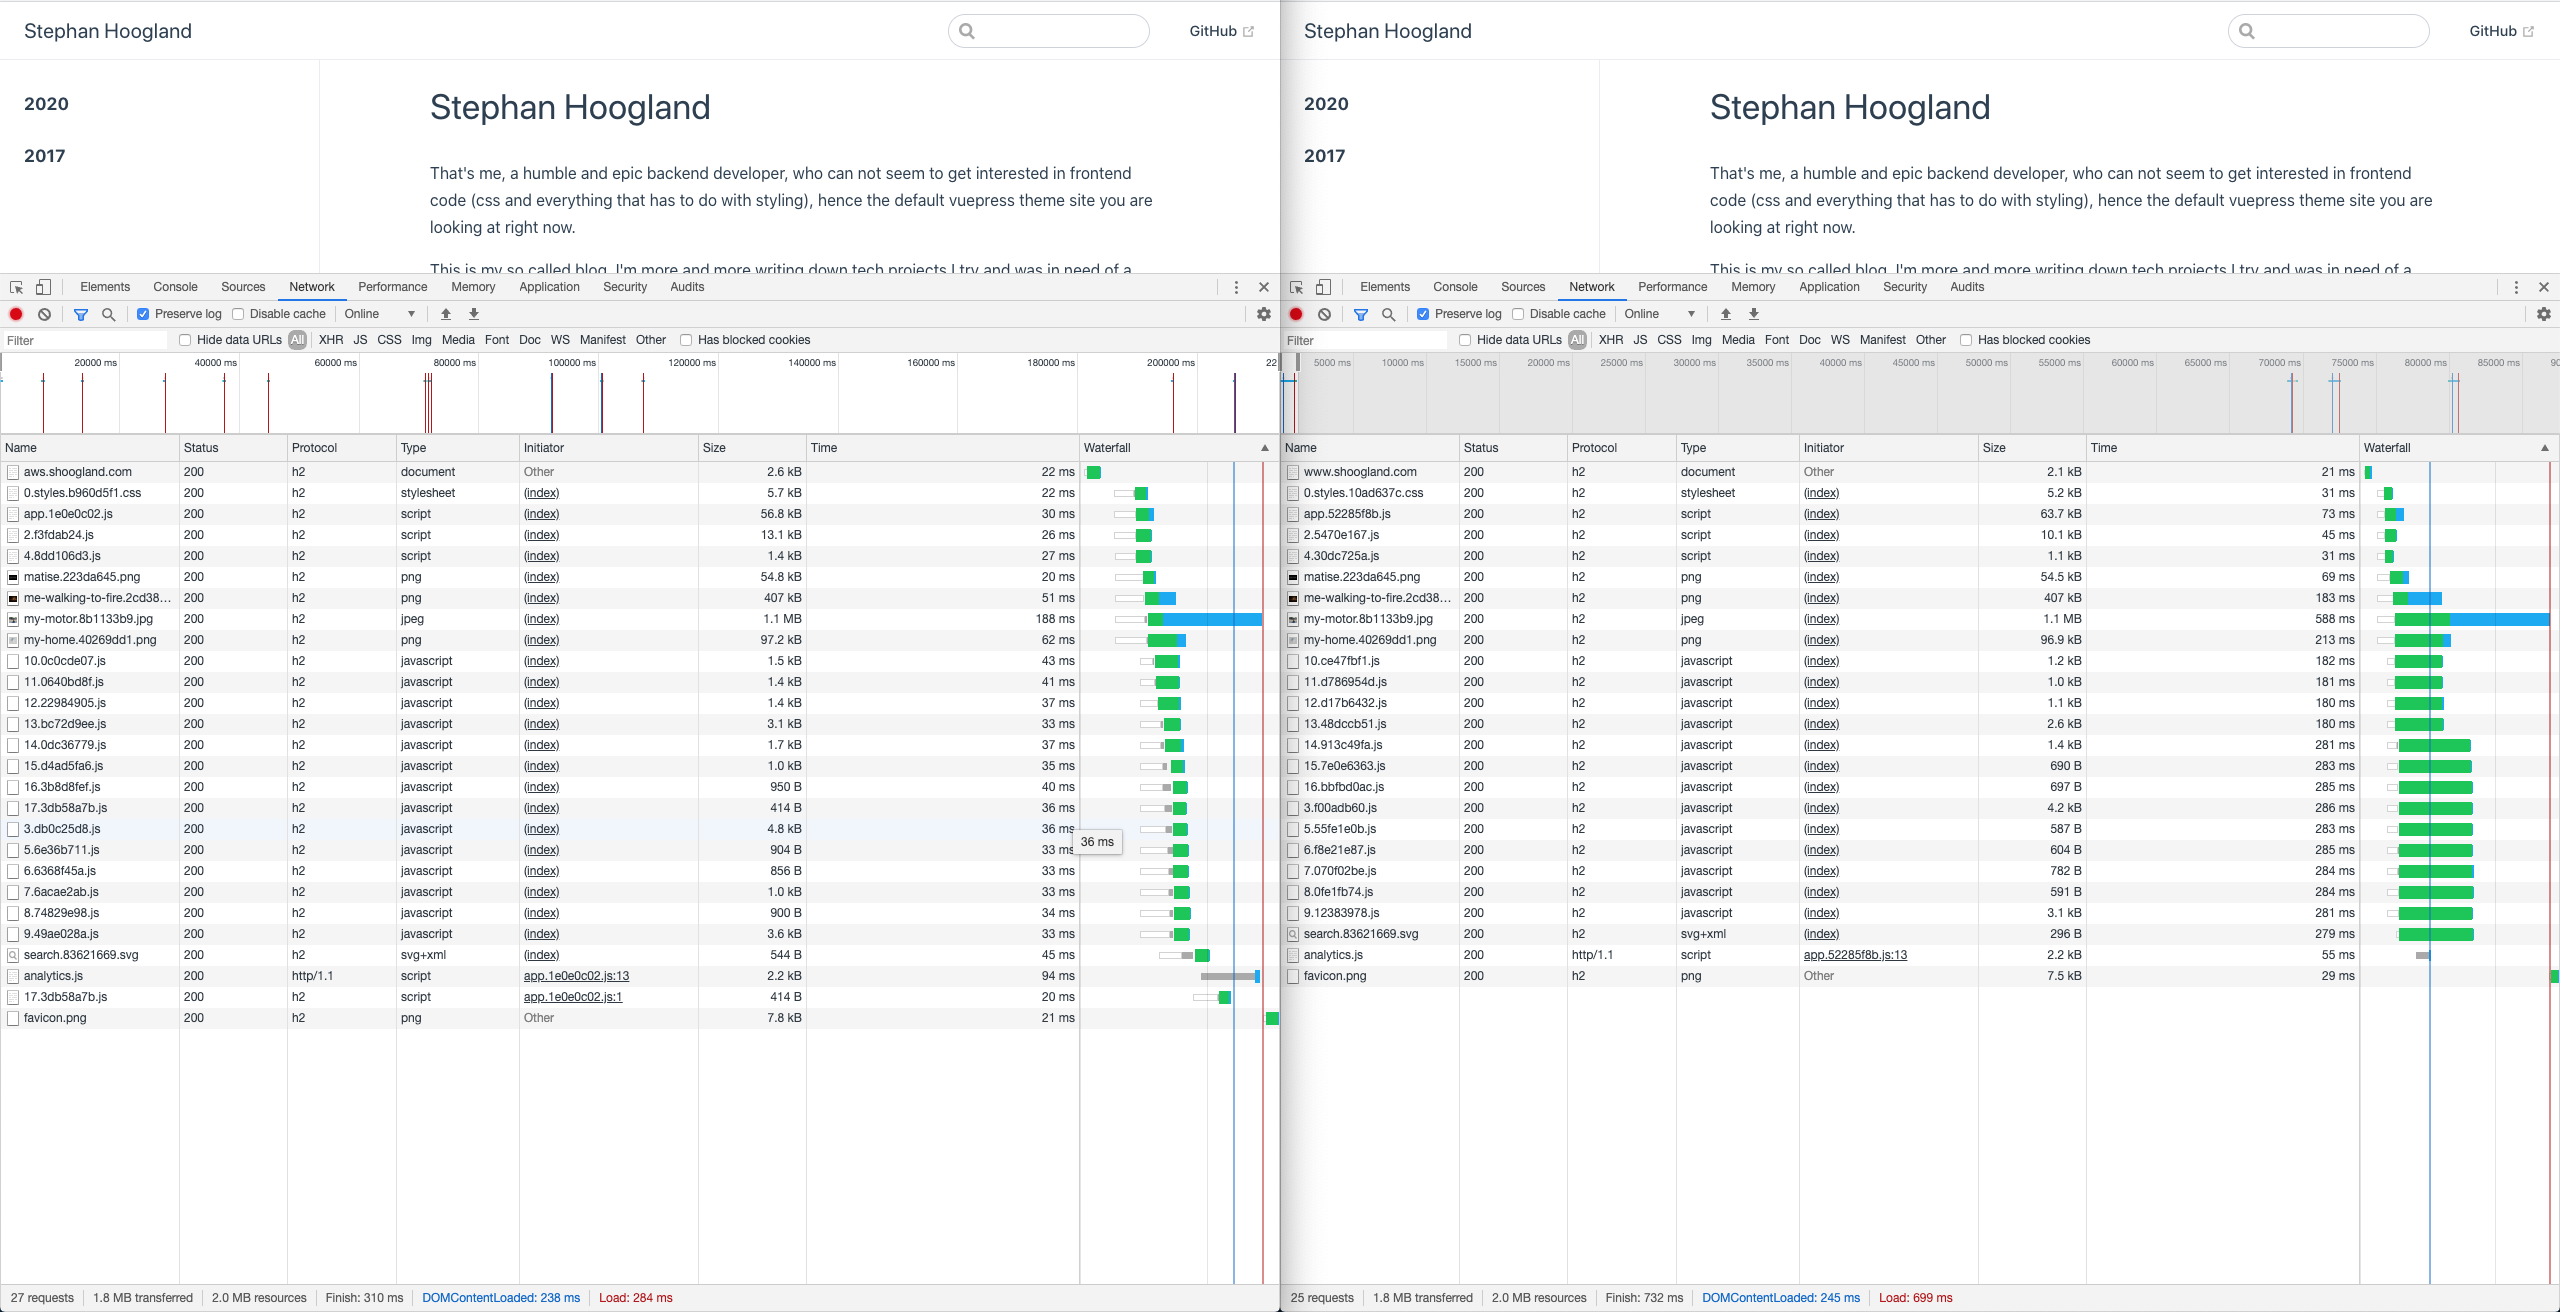 Stephan Hoogland
GitHub
2020
2017
Stephan Hoogland
That's me, a humble and epic backend developer, who can not seem to get interested in frontend
code (css and everything that has to do with styling), hence the default vuepress theme site you are
looking at right now.
This is my so called blog. I'm more and more writing down tech projects I try and was in need of a
Elements Console Sources Network Performance Memory Application Security Audits
Preserve log Disable cache Online
Filter Hide data URLs All XHR JS CSS Img Media Font Doc WS Manifest Other Has blocked cookies
20000 ms 40000 ms 60000 ms 80000 ms 100000 ms 120000 ms 140000 ms 160000 ms 180000 ms 200000 ms 22
Name Status Protocol Type Initiator Size Time Waterfall
aws.shoogland.com 200 h2 document Other 2.6 kB 22 ms
0.styles.b960d5f1.css 200 h2 stylesheet (index) 5.7 kB 22 ms
app.1e0e0c02.js 200 h2 script (index) 56.8 kB 30 ms
2.f3fdab24.js 200 h2 script (index) 13.1 kB 26 ms
4.8dd106d3.js 200 h2 script (index) 1.4 kB 27 ms
matise.223da645.png 200 h2 png (index) 54.8 kB 20 ms
me-walking-to-fire.2cd38... 200 h2 png (index) 407 kB 51 ms
my-motor.8b1133b9.jpg 200 h2 jpeg (index) 1.1 MB 188 ms
my-home.40269dd1.png 200 h2 png (index) 97.2 kB 62 ms
10.0c0cde07.js 200 h2 javascript (index) 1.5 kB 43 ms
11.0640bd8f.js 200 h2 javascript (index) 1.4 kB 41 ms
12.22984905.js 200 h2 javascript (index) 1.4 kB 37 ms
13.bc72d9ee.js 200 h2 javascript (index) 3.1 kB 33 ms
14.0dc36779.js 200 h2 javascript (index) 1.7 kB 37 ms
15.d4ad5fa6.js 200 h2 javascript (index) 1.0 kB 35 ms
16.3b8d8fef.js 200 h2 javascript (index) 950 B 40 ms
17.3db58a7b.js 200 h2 javascript (index) 414 B 36 ms
3.db0c25d8.js 200 h2 javascript (index) 4.8 kB 36 ms
36 ms
5.6e36b711.js 200 h2 javascript (index) 904 B 33 ms
6.6368f45a.js 200 h2 javascript (index) 856 B 33 ms
7.6acae2ab.js 200 h2 javascript (index) 1.0 kB 33 ms
8.74829e98.js 200 h2 javascript (index) 900 B 34 ms
9.49ae028a.js 200 h2 javascript (index) 3.6 kB 33 ms
search.83621669.svg 200 h2 svg+xml (index) 544 B 45 ms
analytics.js 200 http/1.1 script app.1e0e0c02.js:13 2.2 kB 94 ms
17.3db58a7b.js 200 h2 script app.1e0e0c02.js:1 414 B 20 ms
favicon.png 200 h2 png Other 7.8 kB 21 ms
27 requests 1.8 MB transferred 2.0 MB resources Finish: 310 ms DOMContentLoaded: 238 ms Load: 284 ms
Stephan Hoogland
GitHub
2020
2017
Stephan Hoogland
That's me, a humble and epic backend developer, who can not seem to get interested in frontend
code (css and everything that has to do with styling), hence the default vuepress theme site you are
looking at right now.
This is my so called blog. I'm more and more writing down tech projects I try and was in need of a
Elements Console Sources Network Performance Memory Application Security Audits
Preserve log Disable cache Online
Filter Hide data URLs All XHR JS CSS Img Media Font Doc WS Manifest Other Has blocked cookies
5000 ms 10000 ms 15000 ms 20000 ms 25000 ms 30000 ms 35000 ms 40000 ms 45000 ms 50000 ms 55000 ms 60000 ms 65000 ms 70000 ms 75000 ms 80000 ms 85000 ms 90
Name Status Protocol Type Initiator Size Time Waterfall
www.shoogland.com 200 h2 document Other 2.1 kB 21 ms
0.styles.10ad637c.css 200 h2 stylesheet (index) 5.2 kB 31 ms
app.52285f8b.js 200 h2 script (index) 63.7 kB 73 ms
2.5470e167.js 200 h2 script (index) 10.1 kB 45 ms
4.30dc725a.js 200 h2 script (index) 1.1 kB 31 ms
matise.223da645.png 200 h2 png (index) 54.5 kB 69 ms
me-walking-to-fire.2cd38... 200 h2 png (index) 407 kB 183 ms
my-motor.8b1133b9.jpg 200 h2 jpeg (index) 1.1 MB 588 ms
my-home.40269dd1.png 200 h2 png (index) 96.9 kB 213 ms
10.ce47fbf1.js 200 h2 javascript (index) 1.2 kB 182 ms
11.d786954d.js 200 h2 javascript (index) 1.0 kB 181 ms
12.d17b6432.js 200 h2 javascript (index) 1.1 kB 180 ms
13.48dccb51.js 200 h2 javascript (index) 2.6 kB 180 ms
14.913c49fa.js 200 h2 javascript (index) 1.4 kB 281 ms
15.7e0e6363.js 200 h2 javascript (index) 690 B 283 ms
16.bbfbd0ac.js 200 h2 javascript (index) 697 B 285 ms
3.f00adb60.js 200 h2 javascript (index) 4.2 kB 286 ms
5.55fe1e0b.js 200 h2 javascript (index) 587 B 283 ms
6.f8e21e87.js 200 h2 javascript (index) 604 B 285 ms
7.070f02be.js 200 h2 javascript (index) 782 B 284 ms
8.0fe1fb74.js 200 h2 javascript (index) 591 B 284 ms
9.12383978.js 200 h2 javascript (index) 3.1 kB 281 ms
search.83621669.svg 200 h2 svg+xml (index) 296 B 279 ms
analytics.js 200 http/1.1 script app.52285f8b.js:13 2.2 kB 55 ms
favicon.png 200 h2 png Other 7.5 kB 29 ms
25 requests 1.8 MB transferred 2.0 MB resources Finish: 732 ms DOMContentLoaded: 245 ms Load: 699 ms